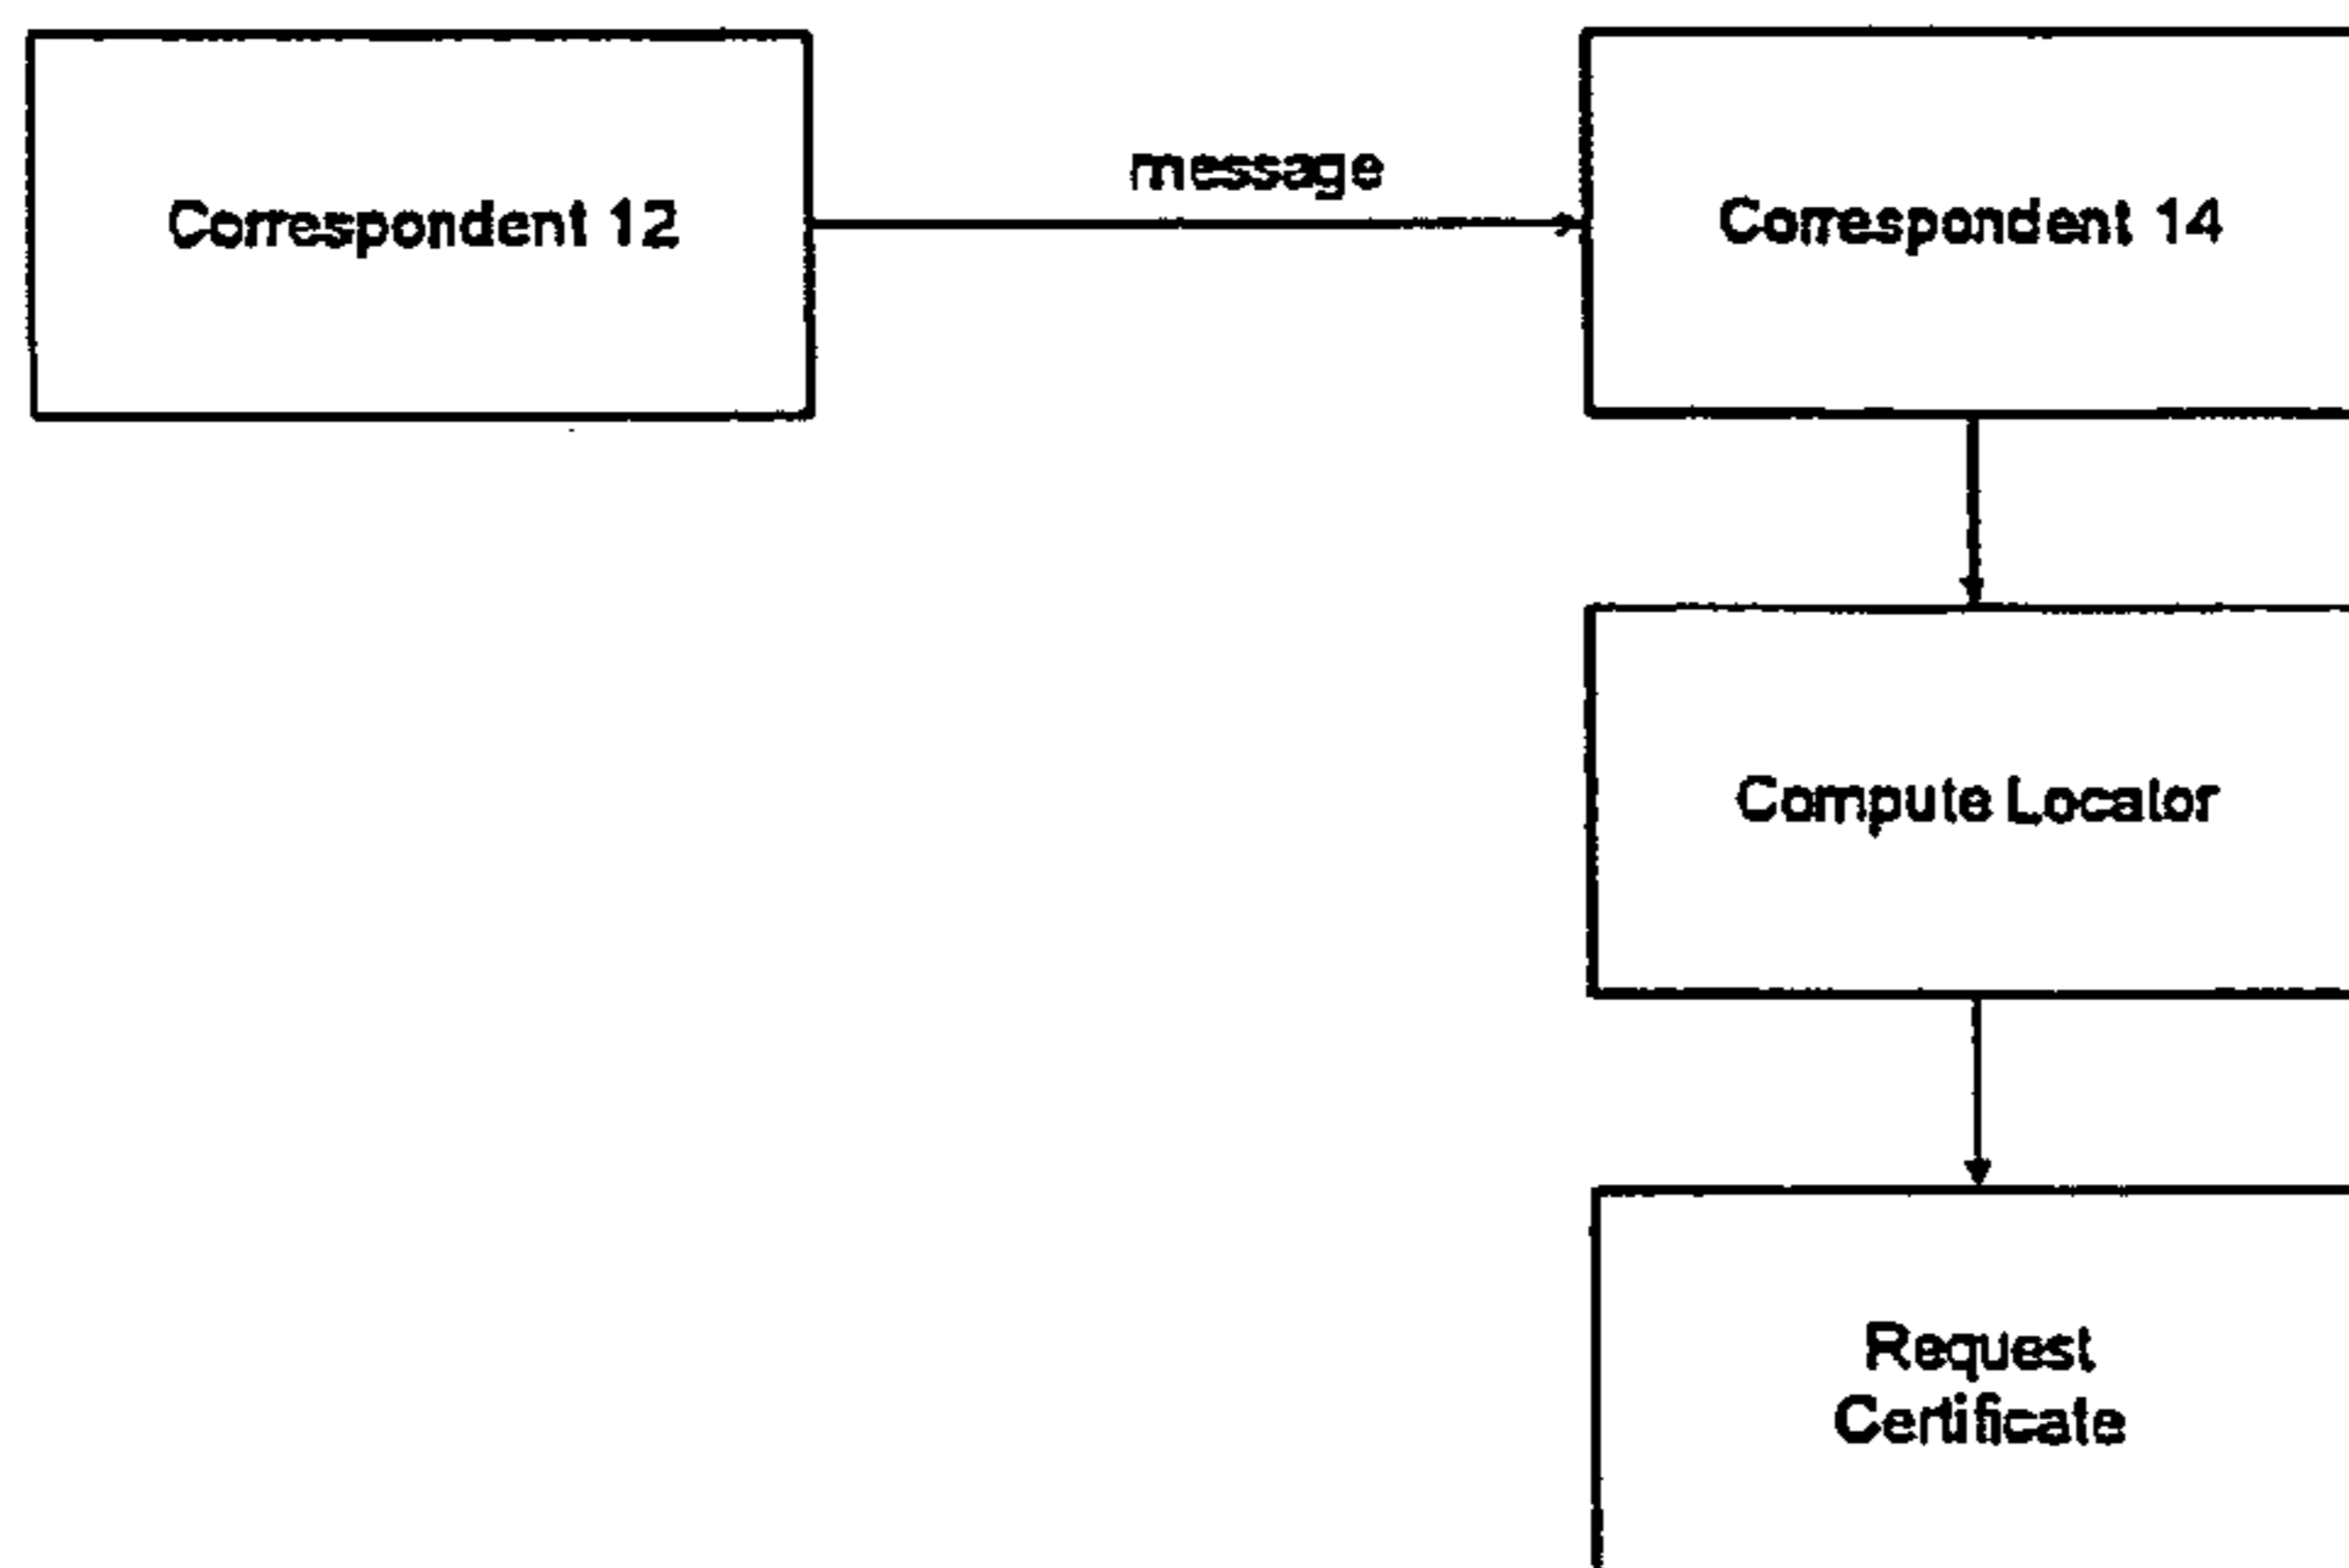 Correspondent 12
message
Correspondent 14
Compute Locator
Request
Certificate